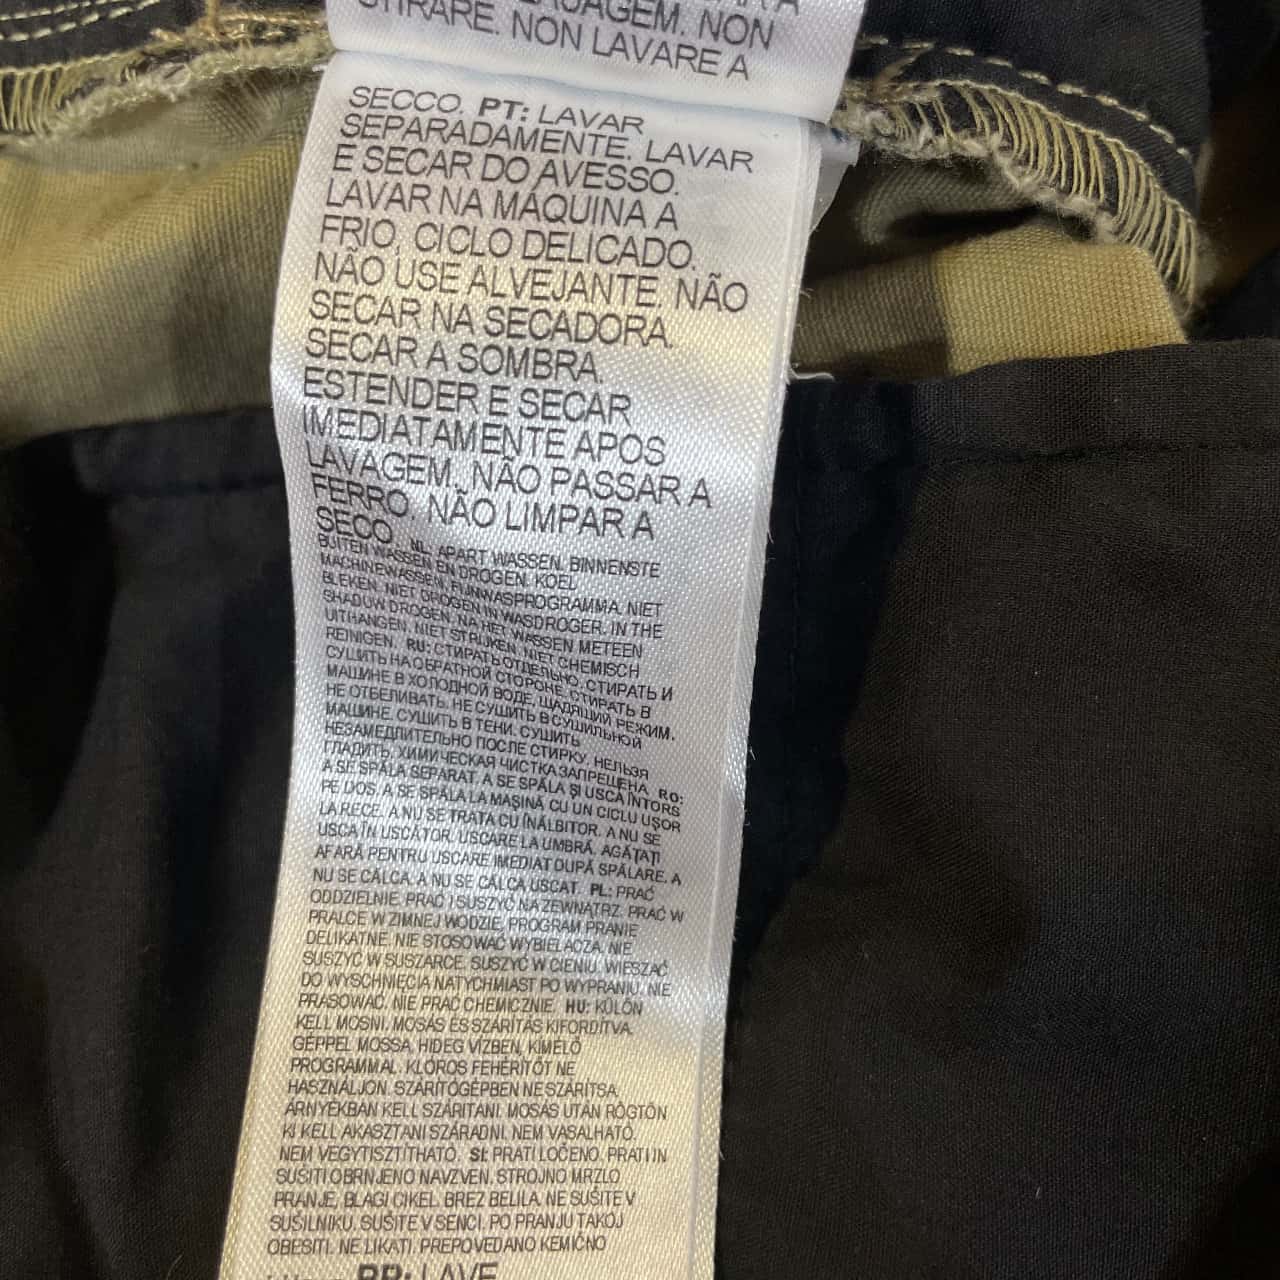 STIRARE. NON LAVARE A
SECCO. PT: LAVAR
SEPARADAMENTE. LAVAR
E SECAR DO AVESSO.
LAVAR NA MAQUINA A
FRIO, CICLO DELICADO.
NÃO USE ALVEJANTE. NÃO
SECAR NA SECADORA.
SECAR A SOMBRA.
ESTENDER E SECAR
IMEDIATAMENTE APOS
LAVAGEM. NÃO PASSAR A
FERRO. NÃO LIMPAR A
SECO. NL: APART WASSEN. BINNENSTE
BUITEN WASSEN EN DROGEN. KOEL
MACHINEWASSEN, FIJNWASPROGRAMMA. NIET
BLEKEN. NIET DROGEN IN WASDROGER. IN THE
SHADUW DROGEN. NA HET WASSEN METEEN
UITHANGEN. NIET STRIJKEN. NIET CHEMISCH
REINIGEN. RU: СТИРАТЬ ОТДЕЛЬНО. СТИРАТЬ И
СУШИТЬ НА ОБРАТНОЙ СТОРОНЕ. СТИРАТЬ В
МАШИНЕ В ХОЛОДНОЙ ВОДЕ, ЩАДЯЩИЙ РЕЖИМ.
НЕ ОТБЕЛИВАТЬ. НЕ СУШИТЬ В СУШИЛЬНОЙ
МАШИНЕ. СУШИТЬ В ТЕНИ. СУШИТЬ
НЕЗАМЕДЛИТЕЛЬНО ПОСЛЕ СТИРКУ. НЕЛЬЗЯ
ГЛАДИТЬ. ХИМИЧЕСКАЯ ЧИСТКА ЗАПРЕЩЕНА. RO:
A SE SPĂLA SEPARAT. A SE SPĂLA ȘI USCA ÎNTORS
PE DOS. A SE SPĂLA LA MAȘINĂ CU UN CICLU UȘOR
LA RECE. A NU SE TRATA CU ÎNĂLBITOR. A NU SE
USCA ÎN USCĂTOR. USCARE LA UMBRĂ. AGĂȚAȚI
AFARĂ PENTRU USCARE IMEDIAT DUPĂ SPĂLARE. A
NU SE CĂLCA. A NU SE CĂLCA USCAT. PL: PRAĆ
ODDZIELNIE. PRAĆ I SUSZYĆ NA ZEWNĄTRZ. PRAĆ W
PRALCE W ZIMNEJ WODZIE, PROGRAM PRANIE
DELIKATNE. NIE STOSOWAĆ WYBIELACZA. NIE
SUSZYĆ W SUSZARCE. SUSZYĆ W CIENIU. WIESZAĆ
DO WYSCHNIĘCIA NATYCHMIAST PO WYPRANIU. NIE
PRASOWAĆ. NIE PRAĆ CHEMICZNIE. HU: KÜLÖN
KELL MOSNI. MOSÁS ÉS SZÁRÍTÁS KIFORDÍTVA.
GÉPPEL MOSSA, HIDEG VÍZBEN, KÍMÉLŐ
PROGRAMMAL. KLÓROS FEHÉRÍTŐT NE
HASZNÁLJON. SZÁRÍTÓGÉPBEN NE SZÁRÍTSA.
ÁRNYÉKBAN KELL SZÁRÍTANI. MOSÁS UTÁN RÖGTÖN
KI KELL AKASZTANI SZÁRADNI. NEM VASALHATÓ.
NEM VEGYTISZTÍTHATÓ. SI: PRATI LOČENO. PRATI IN
SUŠITI OBRNJENO NAVZVEN. STROJNO MRZLO
PRANJE, BLAGI CIKEL. BREZ BELILA. NE SUŠITE V
SUŠILNIKU. SUŠITE V SENCI. PO PRANJU TAKOJ
OBESITI. NE LIKATI. PREPOVEDANO KEMIČNO
BR: LAVE